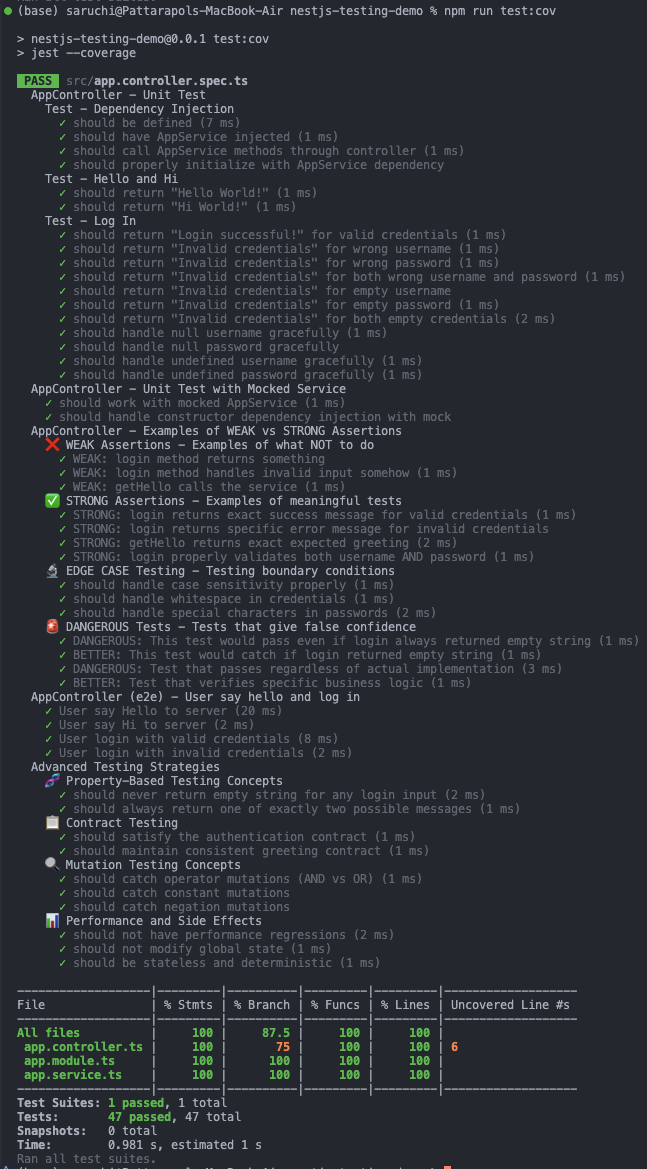 (base) saruchi@Pattarapols-MacBook-Air nestjs-testing-demo % npm run test:cov
> nestjs-testing-demo@0.0.1 test:cov
> jest --coverage
PASS src/app.controller.spec.ts
AppController – Unit Test
Test – Dependency Injection
✓ should be defined (7 ms)
✓ should have AppService injected (1 ms)
✓ should call AppService methods through controller (1 ms)
✓ should properly initialize with AppService dependency
Test – Hello and Hi
✓ should return "Hello World!" (1 ms)
✓ should return "Hi World!" (1 ms)
Test – Log In
✓ should return "Login successful!" for valid credentials (1 ms)
✓ should return "Invalid credentials" for wrong username (1 ms)
✓ should return "Invalid credentials" for wrong password (1 ms)
✓ should return "Invalid credentials" for both wrong username and password (1 ms)
✓ should return "Invalid credentials" for empty username
✓ should return "Invalid credentials" for empty password (1 ms)
✓ should return "Invalid credentials" for both empty credentials (2 ms)
✓ should handle null username gracefully (1 ms)
✓ should handle null password gracefully
✓ should handle undefined username gracefully (1 ms)
✓ should handle undefined password gracefully (1 ms)
AppController – Unit Test with Mocked Service
✓ should work with mocked AppService (1 ms)
✓ should handle constructor dependency injection with mock
AppController – Examples of WEAK vs STRONG Assertions
❌ WEAK Assertions – Examples of what NOT to do
✓ WEAK: login method returns something
✓ WEAK: login method handles invalid input somehow (1 ms)
✓ WEAK: getHello calls the service (1 ms)
✅ STRONG Assertions – Examples of meaningful tests
✓ STRONG: login returns exact success message for valid credentials (1 ms)
✓ STRONG: login returns specific error message for invalid credentials
✓ STRONG: getHello returns exact expected greeting (2 ms)
✓ STRONG: login properly validates both username AND password (1 ms)
🔬 EDGE CASE Testing – Testing boundary conditions
✓ should handle case sensitivity properly (1 ms)
✓ should handle whitespace in credentials (1 ms)
✓ should handle special characters in passwords (2 ms)
🚨 DANGEROUS Tests – Tests that give false confidence
✓ DANGEROUS: This test would pass even if login always returned empty string (1 ms)
✓ BETTER: This test would catch if login returned empty string (1 ms)
✓ DANGEROUS: Test that passes regardless of actual implementation (3 ms)
✓ BETTER: Test that verifies specific business logic (1 ms)
AppController (e2e) – User say hello and log in
✓ User say Hello to server (20 ms)
✓ User say Hi to server (2 ms)
✓ User login with valid credentials (8 ms)
✓ User login with invalid credentials (2 ms)
Advanced Testing Strategies
🧬 Property-Based Testing Concepts
✓ should never return empty string for any login input (2 ms)
✓ should always return one of exactly two possible messages (1 ms)
📋 Contract Testing
✓ should satisfy the authentication contract (1 ms)
✓ should maintain consistent greeting contract (1 ms)
🔍 Mutation Testing Concepts
✓ should catch operator mutations (AND vs OR) (1 ms)
✓ should catch constant mutations
✓ should catch negation mutations
📊 Performance and Side Effects
✓ should not have performance regressions (2 ms)
✓ should not modify global state (1 ms)
✓ should be stateless and deterministic (1 ms)
File | % Stmts | % Branch | % Funcs | % Lines | Uncovered Line #s
All files | 100 | 87.5 | 100 | 100 |
app.controller.ts | 100 | 75 | 100 | 100 | 6
app.module.ts | 100 | 100 | 100 | 100 |
app.service.ts | 100 | 100 | 100 | 100 |
Test Suites: 1 passed, 1 total
Tests: 47 passed, 47 total
Snapshots: 0 total
Time: 0.981 s, estimated 1 s
Ran all test suites.